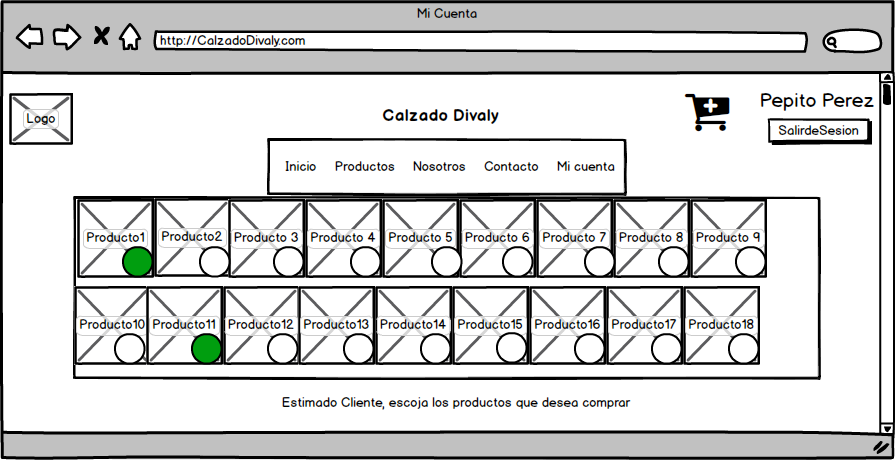 Mi Cuenta
http://CalzadoDivaly.com
Logo
Calzado Divaly
Pepito Perez
SalirdeSesion
Inicio Productos Nosotros Contacto Mi cuenta
Producto1 Producto2 Producto 3 Producto 4 Producto 5 Producto 6 Producto 7 Producto 8 Producto 9
Producto10 Producto11 Producto12 Producto13 Producto14 Producto15 Producto16 Producto17 Producto18
Estimado Cliente, escoja los productos que desea comprar